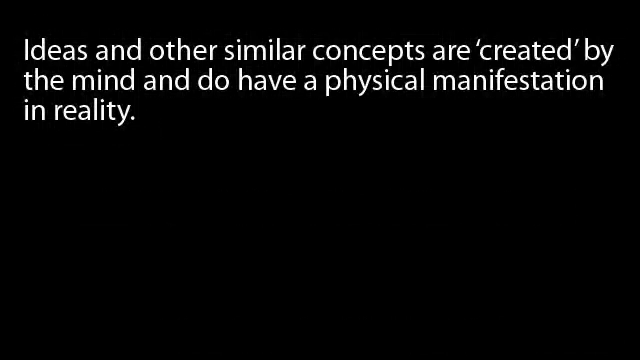 Ideas and other similar concepts are ‘created’ by
the mind and do have a physical manifestation
in reality.